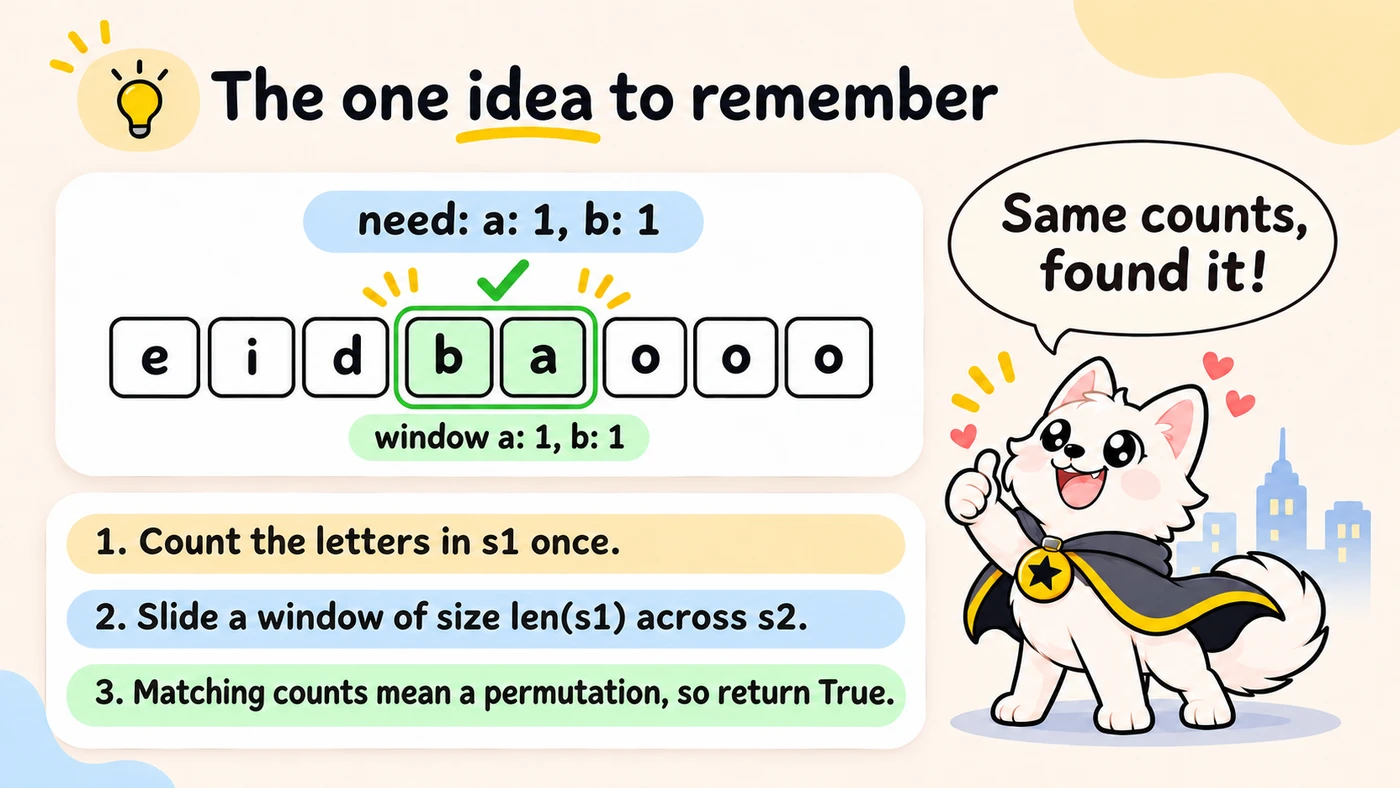 The one idea to remember
need: a: 1, b: 1
e i d b a o o o
window a: 1, b: 1
Same counts,
found it!
1. Count the letters in s1 once.
2. Slide a window of size len(s1) across s2.
3. Matching counts mean a permutation, so return True.